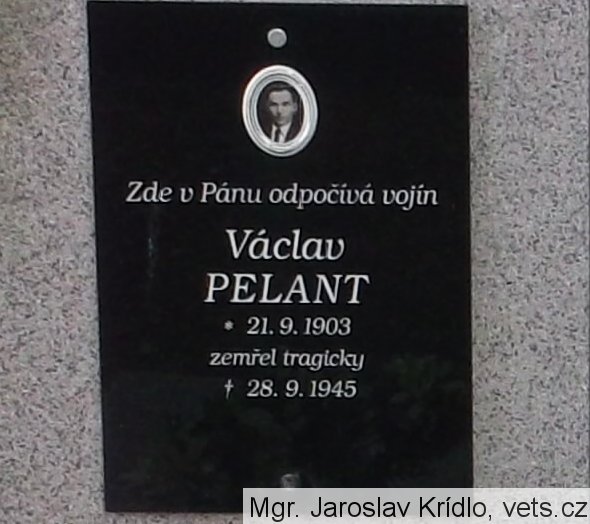 Zde v Pánu odpočívá vojín
Václav
PELANT
* 21. 9. 1903
zemřel tragicky
† 28. 9. 1945
Mgr. Jaroslav Krídlo, vets.cz